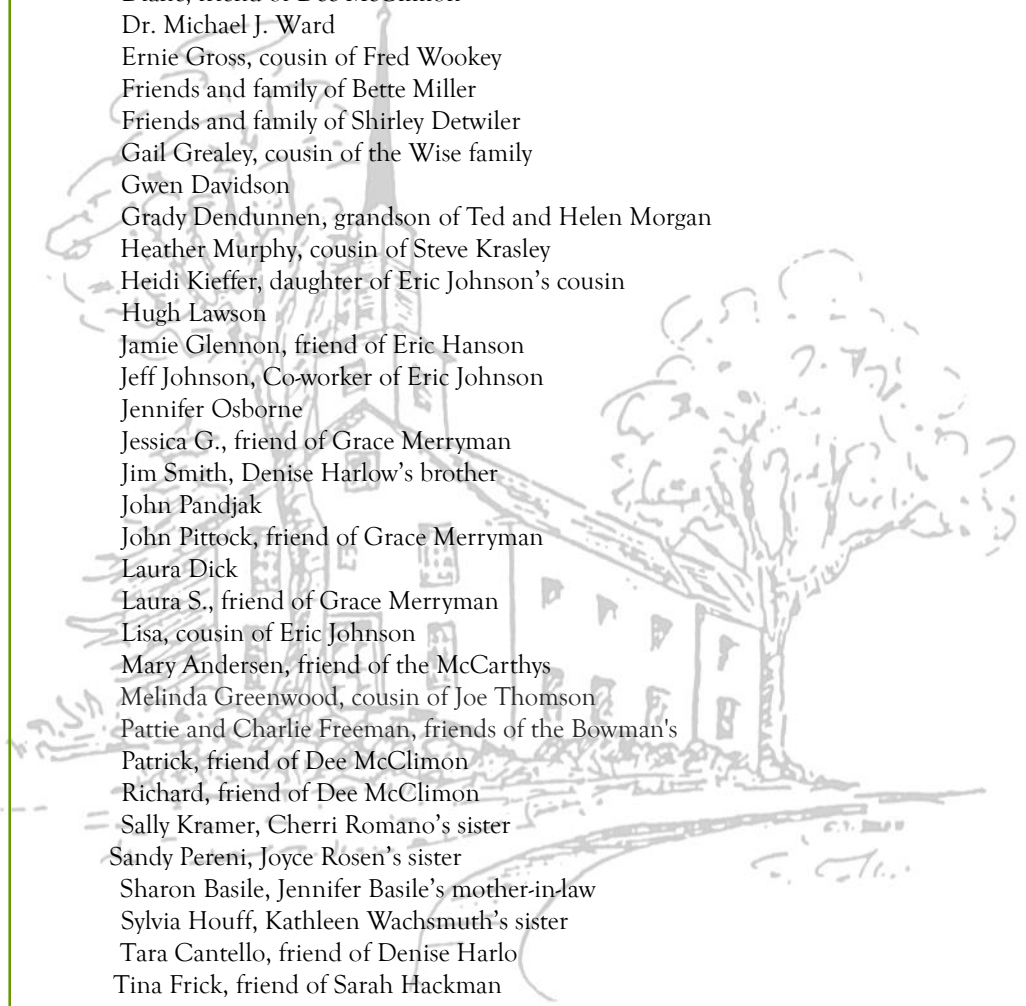 Dr. Michael J. Ward
Ernie Gross, cousin of Fred Wookey
Friends and family of Bette Miller
Friends and family of Shirley Detwiler
Gail Grealey, cousin of the Wise family
Gwen Davidson
Grady Dendunnen, grandson of Ted and Helen Morgan
Heather Murphy, cousin of Steve Krasley
Heidi Kieffer, daughter of Eric Johnson’s cousin
Hugh Lawson
Jamie Glennon, friend of Eric Hanson
Jeff Johnson, Co-worker of Eric Johnson
Jennifer Osborne
Jessica G., friend of Grace Merryman
Jim Smith, Denise Harlow’s brother
John Pandjak
John Pittock, friend of Grace Merryman
Laura Dick
Laura S., friend of Grace Merryman
Lisa, cousin of Eric Johnson
Mary Andersen, friend of the McCarthys
Melinda Greenwood, cousin of Joe Thomson
Pattie and Charlie Freeman, friends of the Bowman's
Patrick, friend of Dee McClimon
Richard, friend of Dee McClimon
Sally Kramer, Cherri Romano’s sister
Sandy Pereni, Joyce Rosen’s sister
Sharon Basile, Jennifer Basile’s mother-in-law
Sylvia Houff, Kathleen Wachsmuth’s sister
Tara Cantello, friend of Denise Harlo
Tina Frick, friend of Sarah Hackman